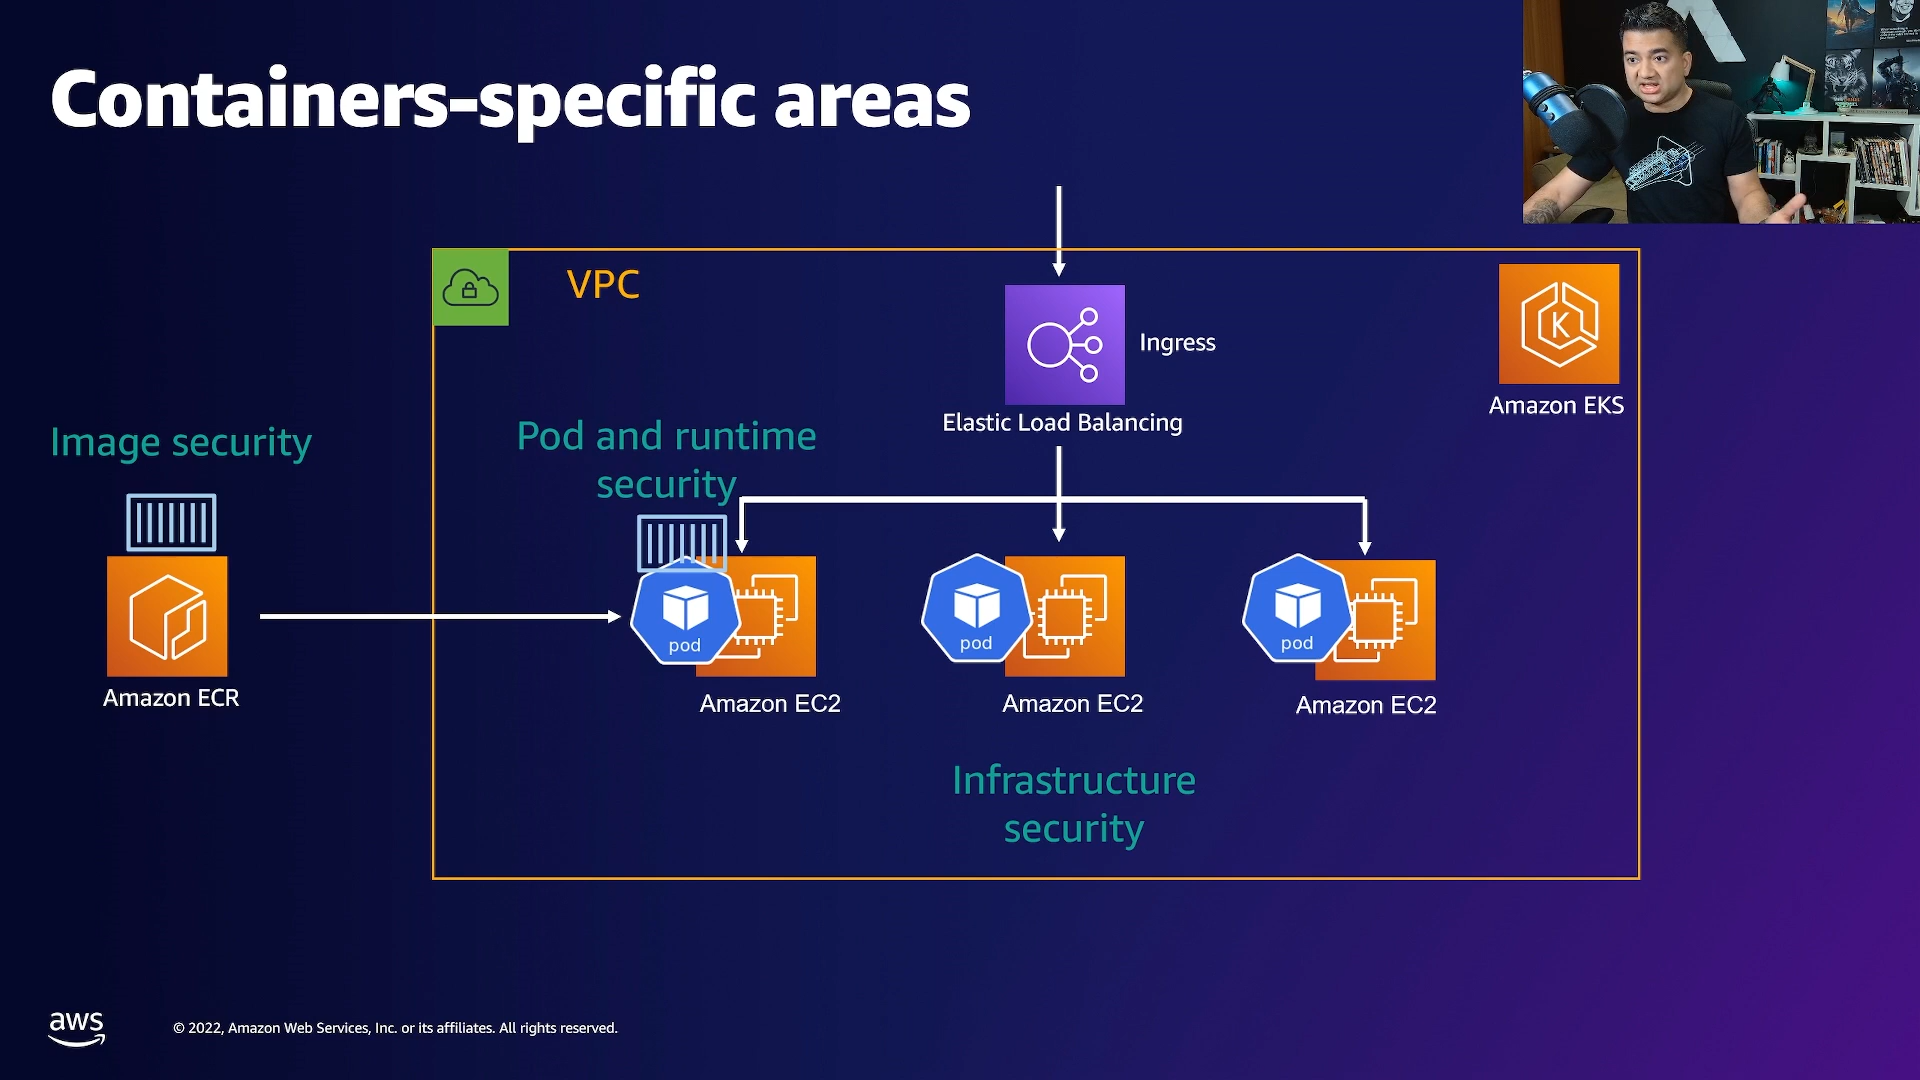 Containers-specific areas
VPC
Ingress
K
Elastic Load Balancing
Amazon EKS
Image security
Pod and runtime
security
pod
pod
pod
Amazon ECR
Amazon EC2
Amazon EC2
Amazon EC2
Infrastructure
security
aws
© 2022, Amazon Web Services, Inc. or its affiliates. All rights reserved.